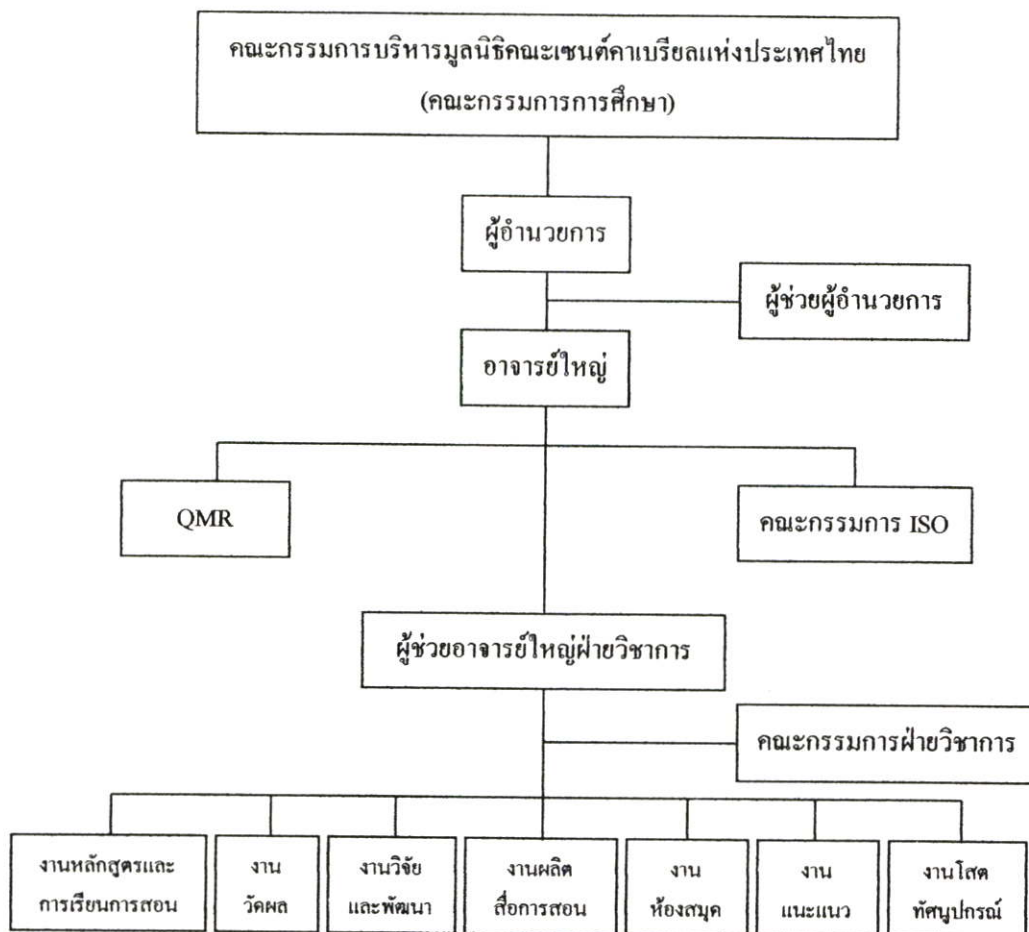 คณะกรรมการบริหารมูลนิธิคณะเซนต์คาเบรียลแห่งประเทศไทย
(คณะกรรมการการศึกษา)
ผู้อำนวยการ
ผู้ช่วยผู้อำนวยการ
อาจารย์ใหญ่
QMR
คณะกรรมการ ISO
ผู้ช่วยอาจารย์ใหญ่ฝ่ายวิชาการ
คณะกรรมการฝ่ายวิชาการ
งานหลักสูตรและ
การเรียนการสอน
งาน
วัดผล
งานวิจัย
และพัฒนา
งานผลิต
สื่อการสอน
งาน
ห้องสมุด
งาน
แนะแนว
งานโสต
ทัศนูปกรณ์